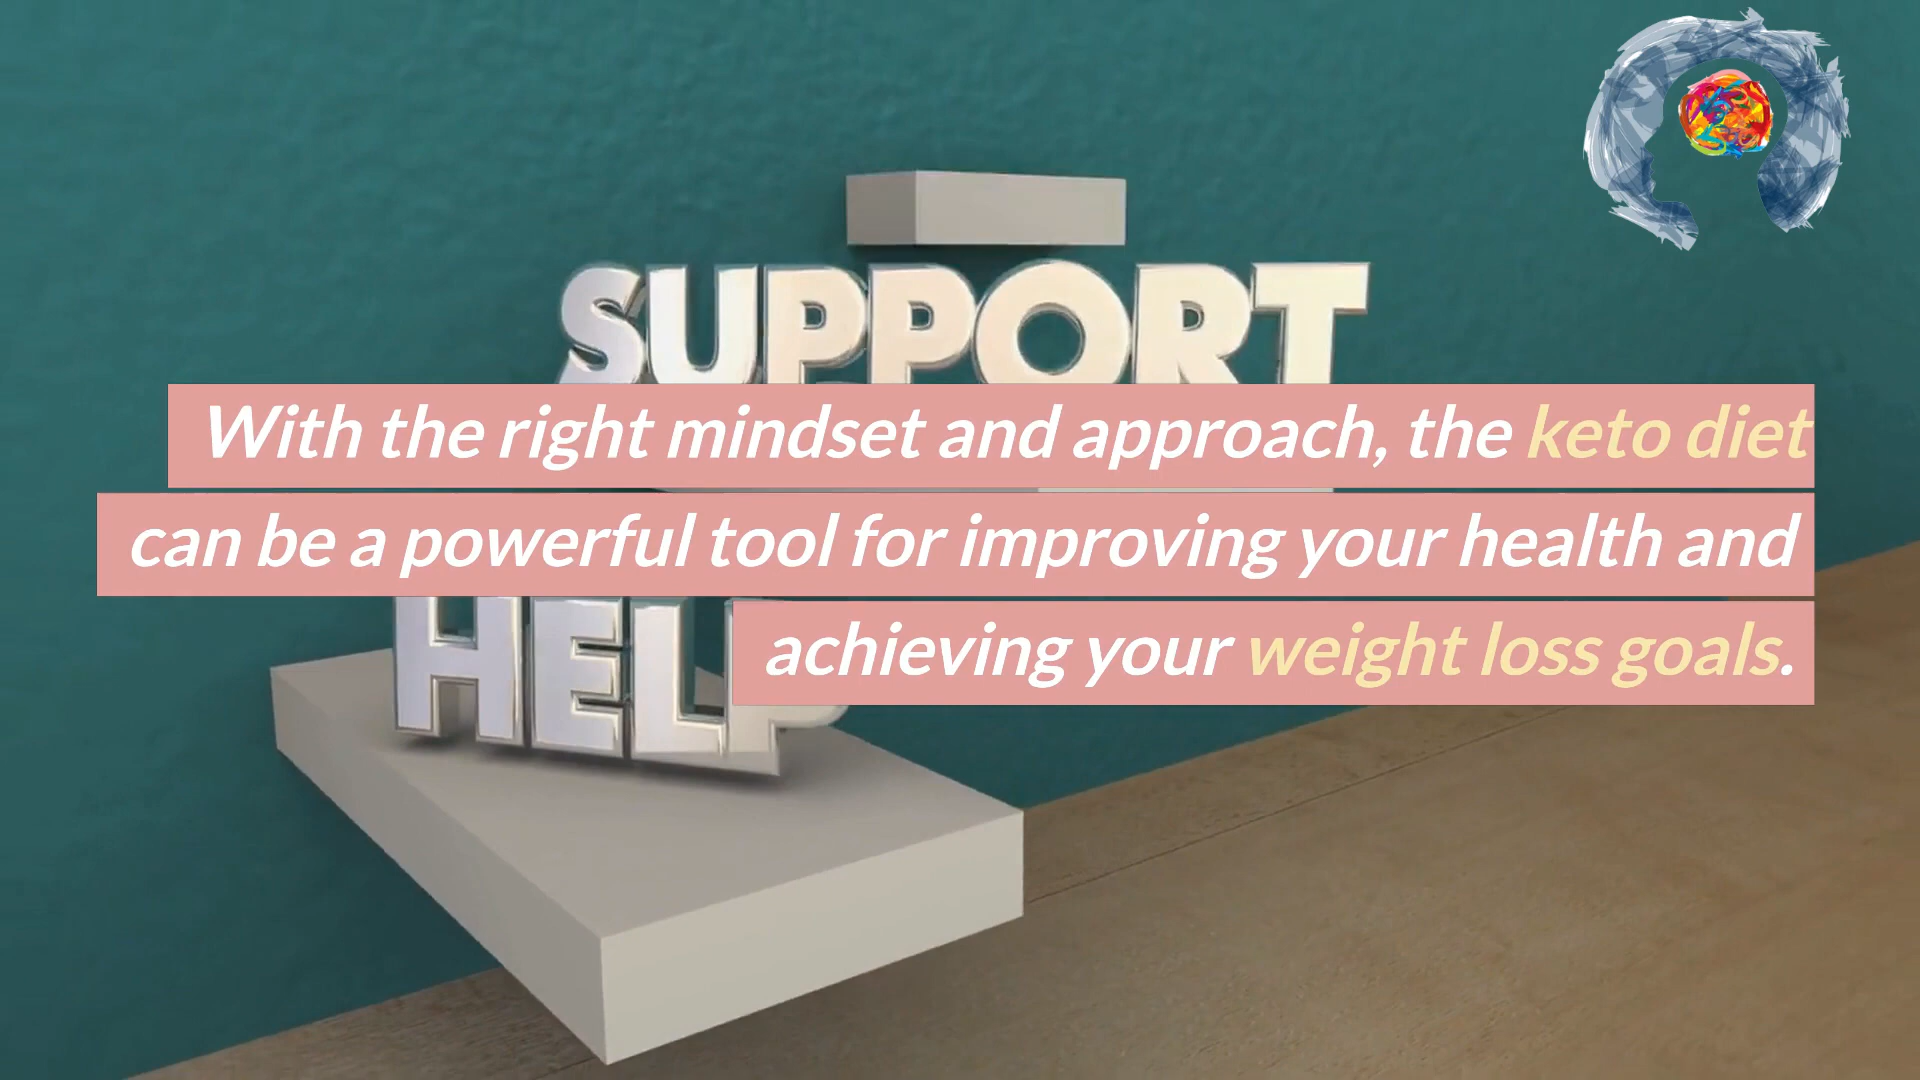 SUPPORT
With the right mindset and approach, the keto diet
can be a powerful tool for improving your health and
achieving your weight loss goals.
HELP